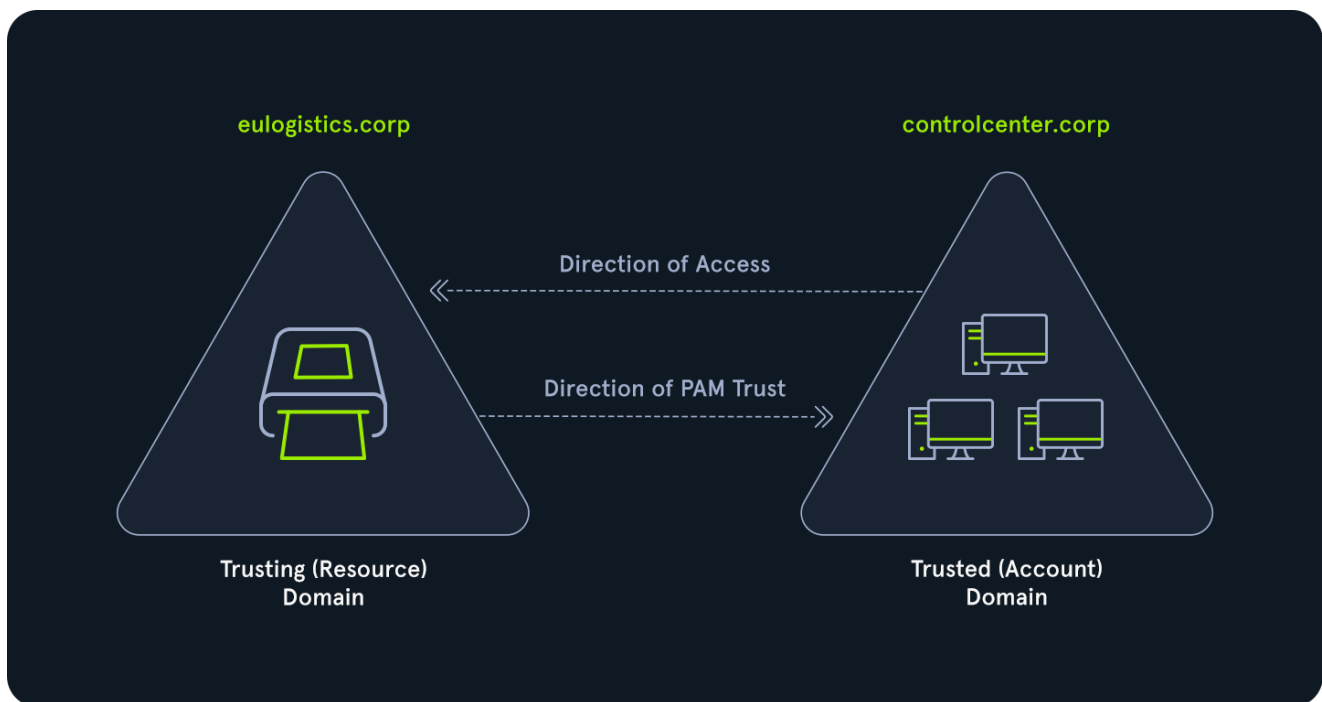 eulogistics.corp
controlcenter.corp
Direction of Access
Direction of PAM Trust
Trusting (Resource)
Domain
Trusted (Account)
Domain